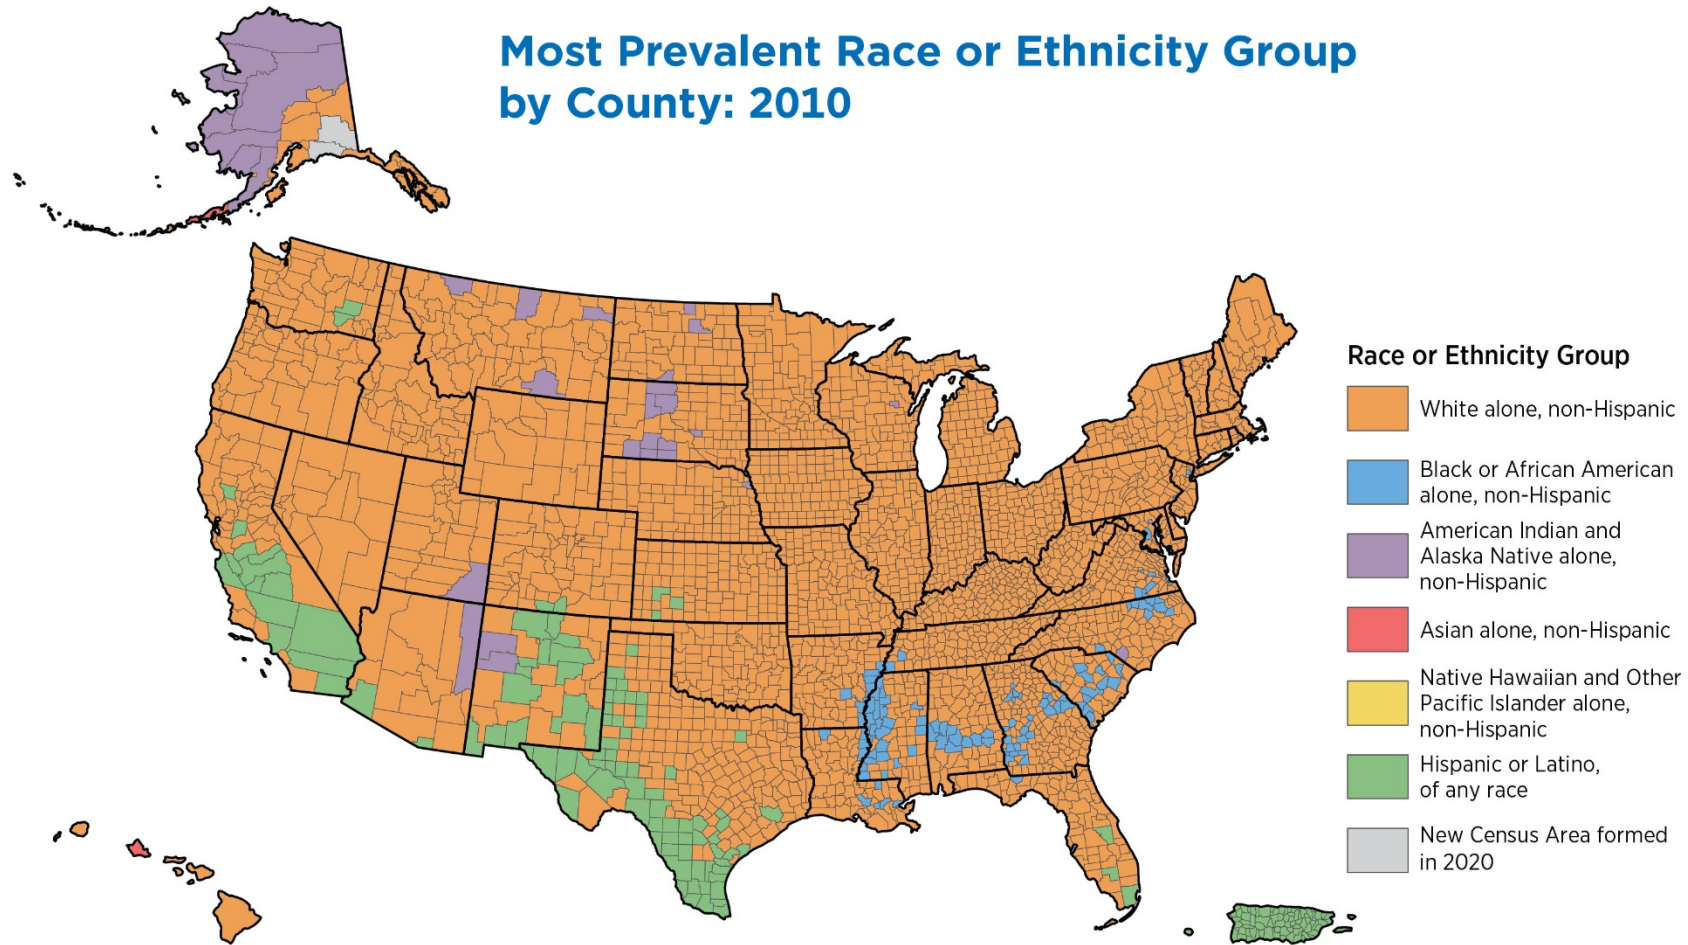 Most Prevalent Race or Ethnicity Group
by County: 2010
Race or Ethnicity Group
White alone, non-Hispanic
Black or African American
alone, non-Hispanic
American Indian and
Alaska Native alone,
non-Hispanic
Asian alone, non-Hispanic
Native Hawaiian and Other
Pacific Islander alone,
non-Hispanic
Hispanic or Latino,
of any race
New Census Area formed
in 2020